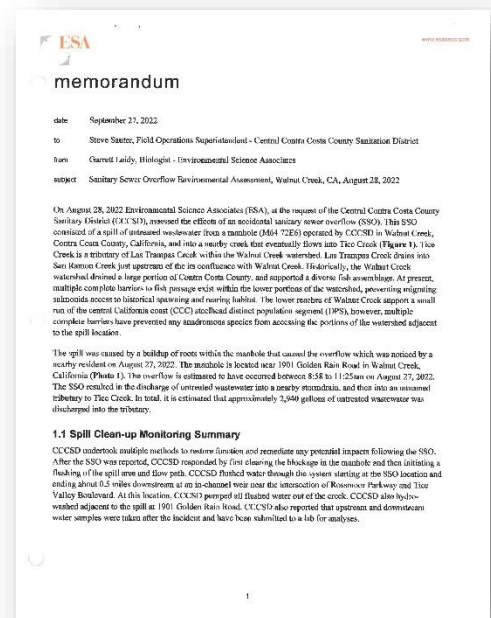 ESA
www.esassoc.com
memorandum
date September 27, 2022
to Steve Sauter, Field Operations Superintendent - Central Contra Costa County Sanitation District
from Garrett Leidy, Biologist - Environmental Science Associates
subject Sanitary Sewer Overflow Environmental Assessment, Walnut Creek, CA, August 28, 2022
On August 28, 2022 Environmental Science Associates (ESA), at the request of the Central Contra Costa County
Sanitary District (CCCSD), assessed the effects of an accidental sanitary sewer overflow (SSO). This SSO
consisted of a spill of untreated wastewater from a manhole (M64 72E6) operated by CCCSD in Walnut Creek,
Contra Costa County, California, and into a nearby creek that eventually flows into Tice Creek (Figure 1). Tice
Creek is a tributary of Las Trampas Creek within the Walnut Creek watershed. Las Trampas Creek drains into
San Ramon Creek just upstream of the its confluence with Walnut Creek. Historically, the Walnut Creek
watershed drained a large portion of Contra Costa County, and supported a diverse fish assemblage. At present,
multiple complete barriers to fish passage exist within the lower portions of the watershed, preventing migrating
salmonids access to historical spawning and rearing habitat. The lower reaches of Walnut Creek support a small
run of the central California coast (CCC) steelhead distinct population segment (DPS), however, multiple
complete barriers have prevented any anadromous species from accessing the portions of the watershed adjacent
to the spill location.
The spill was caused by a buildup of roots within the manhole that caused the overflow which was noticed by a
nearby resident on August 27, 2022. The manhole is located near 1901 Golden Rain Road in Walnut Creek,
California (Photo 1). The overflow is estimated to have occurred between 8:58 to 11:25am on August 27, 2022.
The SSO resulted in the discharge of untreated wastewater into a nearby stormdrain, and then into an unnamed
tributary to Tice Creek. In total, it is estimated that approximately 2,940 gallons of untreated wastewater was
discharged into the tributary.
1.1 Spill Clean-up Monitoring Summary
CCCSD undertook multiple methods to restore function and remediate any potential impacts following the SSO.
After the SSO was reported, CCCSD responded by first clearing the blockage in the manhole and then initiating a
flushing of the spill area and flow path. CCCSD flushed water through the system starting at the SSO location and
ending about 0.5 miles downstream at an in-channel weir near the intersection of Rossmoor Parkway and Tice
Valley Boulevard. At this location, CCCSD pumped all flushed water out of the creek. CCCSD also hydro-
washed adjacent to the spill at 1901 Golden Rain Road. CCCSD also reported that upstream and downstream
water samples were taken after the incident and have been submitted to a lab for analyses.
1